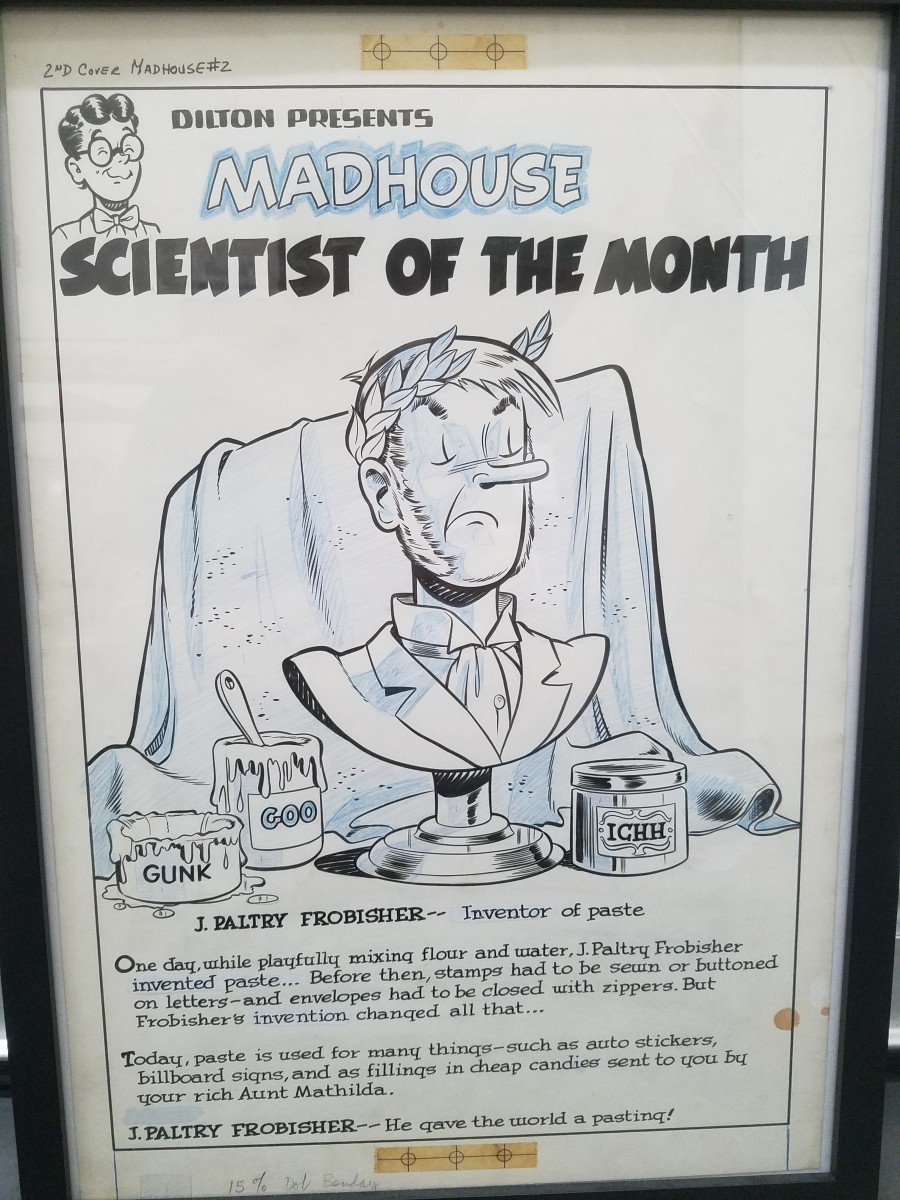 2ND COVER MADHOUSE #2
DILTON PRESENTS
MADHOUSE
SCIENTIST OF THE MONTH
GOO
GUNK
ICHH
J. PALTRY FROBISHER-- Inventor of paste
One day, while playfully mixing flour and water, J. Paltry Frobisher
invented paste... Before then, stamps had to be sewn or buttoned
on letters-and envelopes had to be closed with zippers. But
Frobisher's invention changed all that...
Today, paste is used for many things-such as auto stickers,
billboard signs, and as fillings in cheap candies sent to you by
your rich Aunt Mathilda.
J. PALTRY FROBISHER-- He gave the world a pasting!
15%